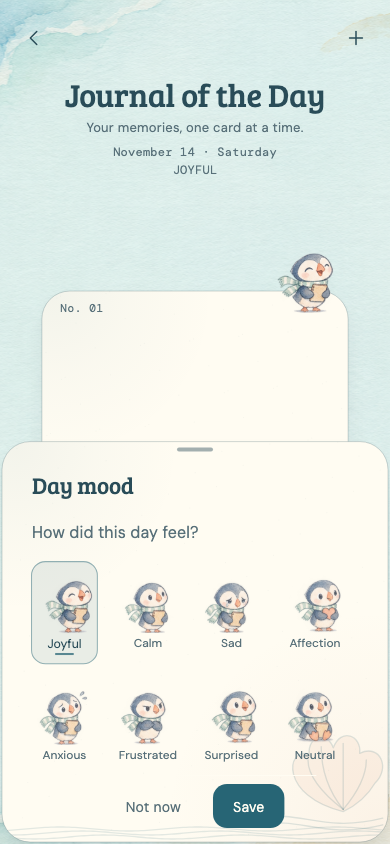 Journal of the Day
Your memories, one card at a time.
November 14 · Saturday
JOYFUL
No. 01
Day mood
How did this day feel?
Joyful
Calm
Sad
Affection
Anxious
Frustrated
Surprised
Neutral
Not now
Save